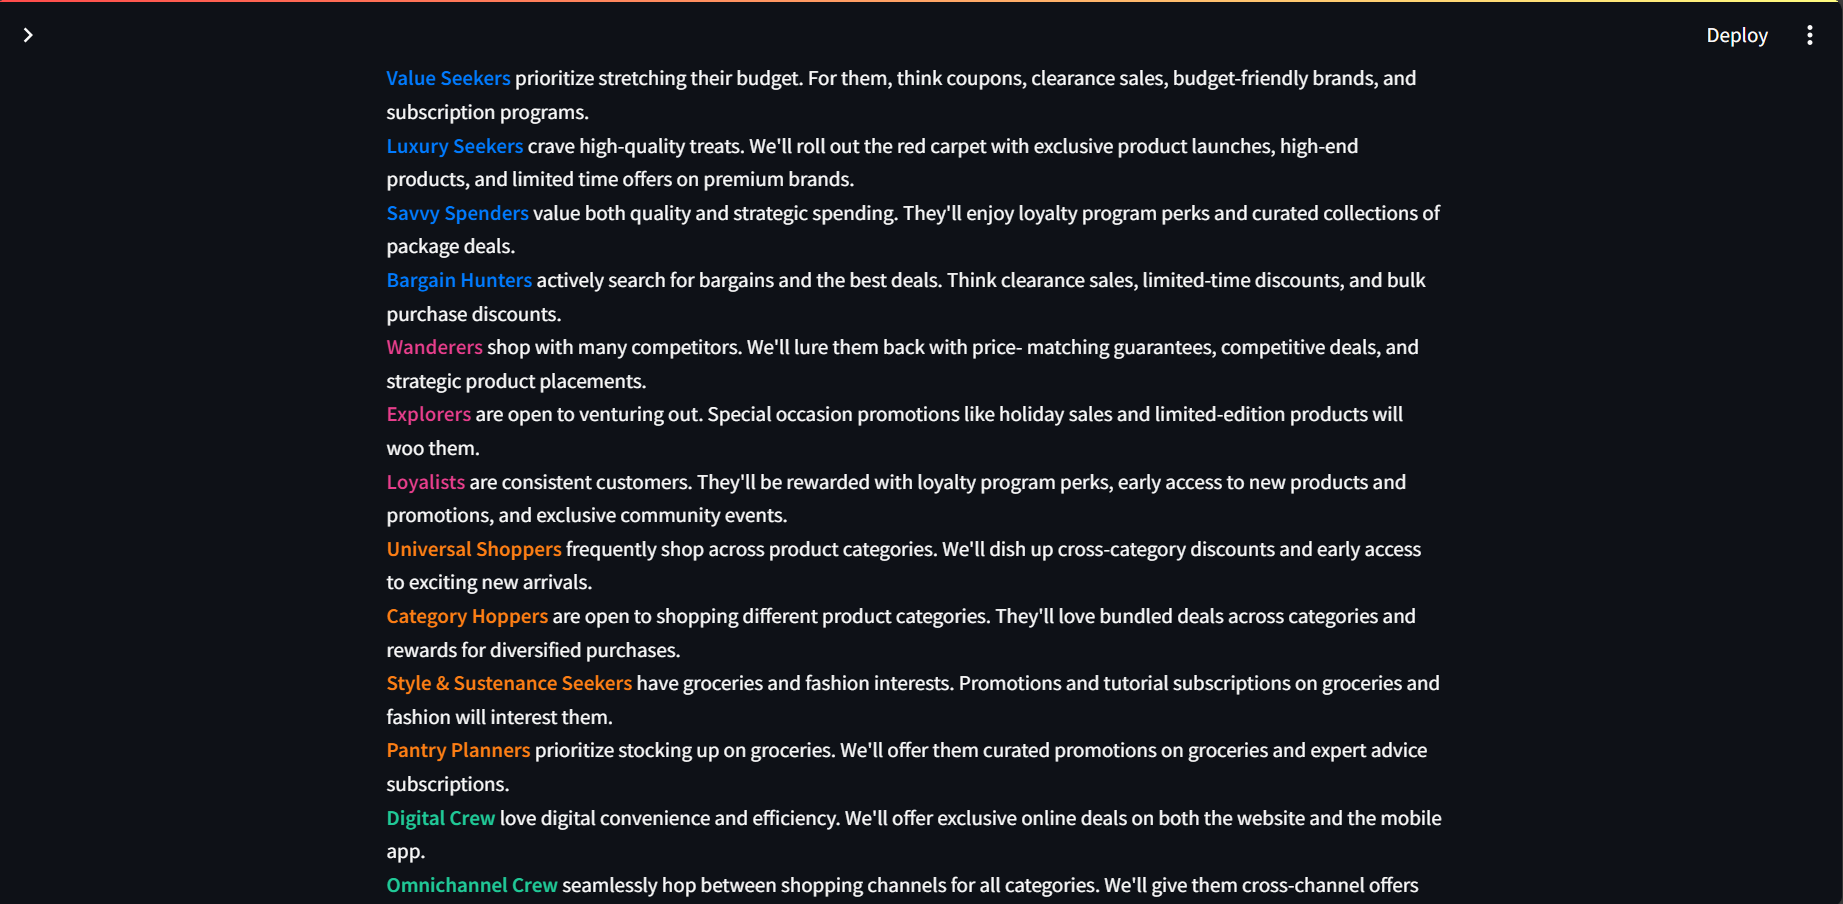 Deploy
Value Seekers prioritize stretching their budget. For them, think coupons, clearance sales, budget-friendly brands, and
subscription programs.
Luxury Seekers crave high-quality treats. We'll roll out the red carpet with exclusive product launches, high-end
products, and limited time offers on premium brands.
Savvy Spenders value both quality and strategic spending. They'll enjoy loyalty program perks and curated collections of
package deals.
Bargain Hunters actively search for bargains and the best deals. Think clearance sales, limited-time discounts, and bulk
purchase discounts.
Wanderers shop with many competitors. We'll lure them back with price- matching guarantees, competitive deals, and
strategic product placements.
Explorers are open to venturing out. Special occasion promotions like holiday sales and limited-edition products will
woo them.
Loyalists are consistent customers. They'll be rewarded with loyalty program perks, early access to new products and
promotions, and exclusive community events.
Universal Shoppers frequently shop across product categories. We'll dish up cross-category discounts and early access
to exciting new arrivals.
Category Hoppers are open to shopping different product categories. They'll love bundled deals across categories and
rewards for diversified purchases.
Style & Sustenance Seekers have groceries and fashion interests. Promotions and tutorial subscriptions on groceries and
fashion will interest them.
Pantry Planners prioritize stocking up on groceries. We'll offer them curated promotions on groceries and expert advice
subscriptions.
Digital Crew love digital convenience and efficiency. We'll offer exclusive online deals on both the website and the mobile
app.
Omnichannel Crew seamlessly hop between shopping channels for all categories. We'll give them cross-channel offers